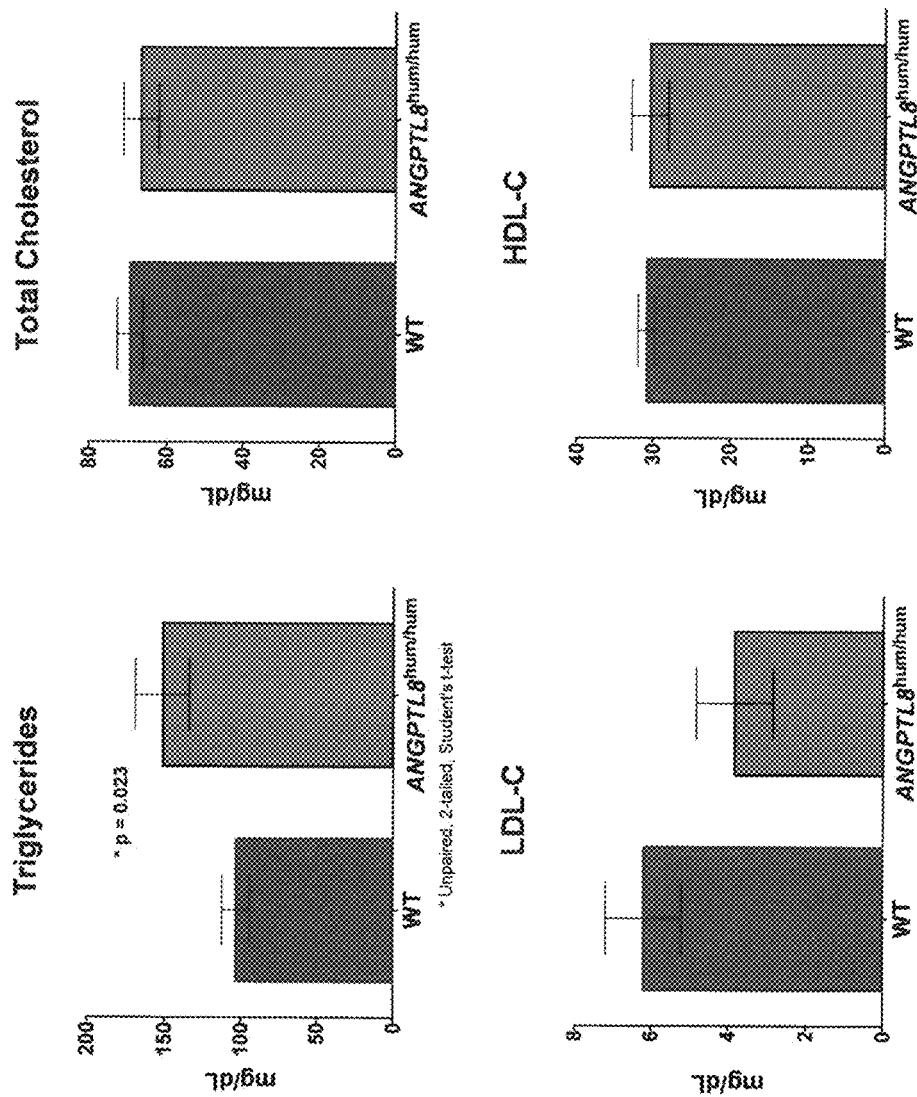 Triglycerides
mg/dL
200
150
100
50
0
* p = 0.023
WT
ANGPTL8hum/hum
* Unpaired, 2-tailed, Student's t-test
Total Cholesterol
mg/dL
80
60
40
20
0
WT
ANGPTL8hum/hum
LDL-C
mg/dL
8
6
4
2
0
WT
ANGPTL8hum/hum
HDL-C
mg/dL
40
30
20
10
0
WT
ANGPTL8hum/hum